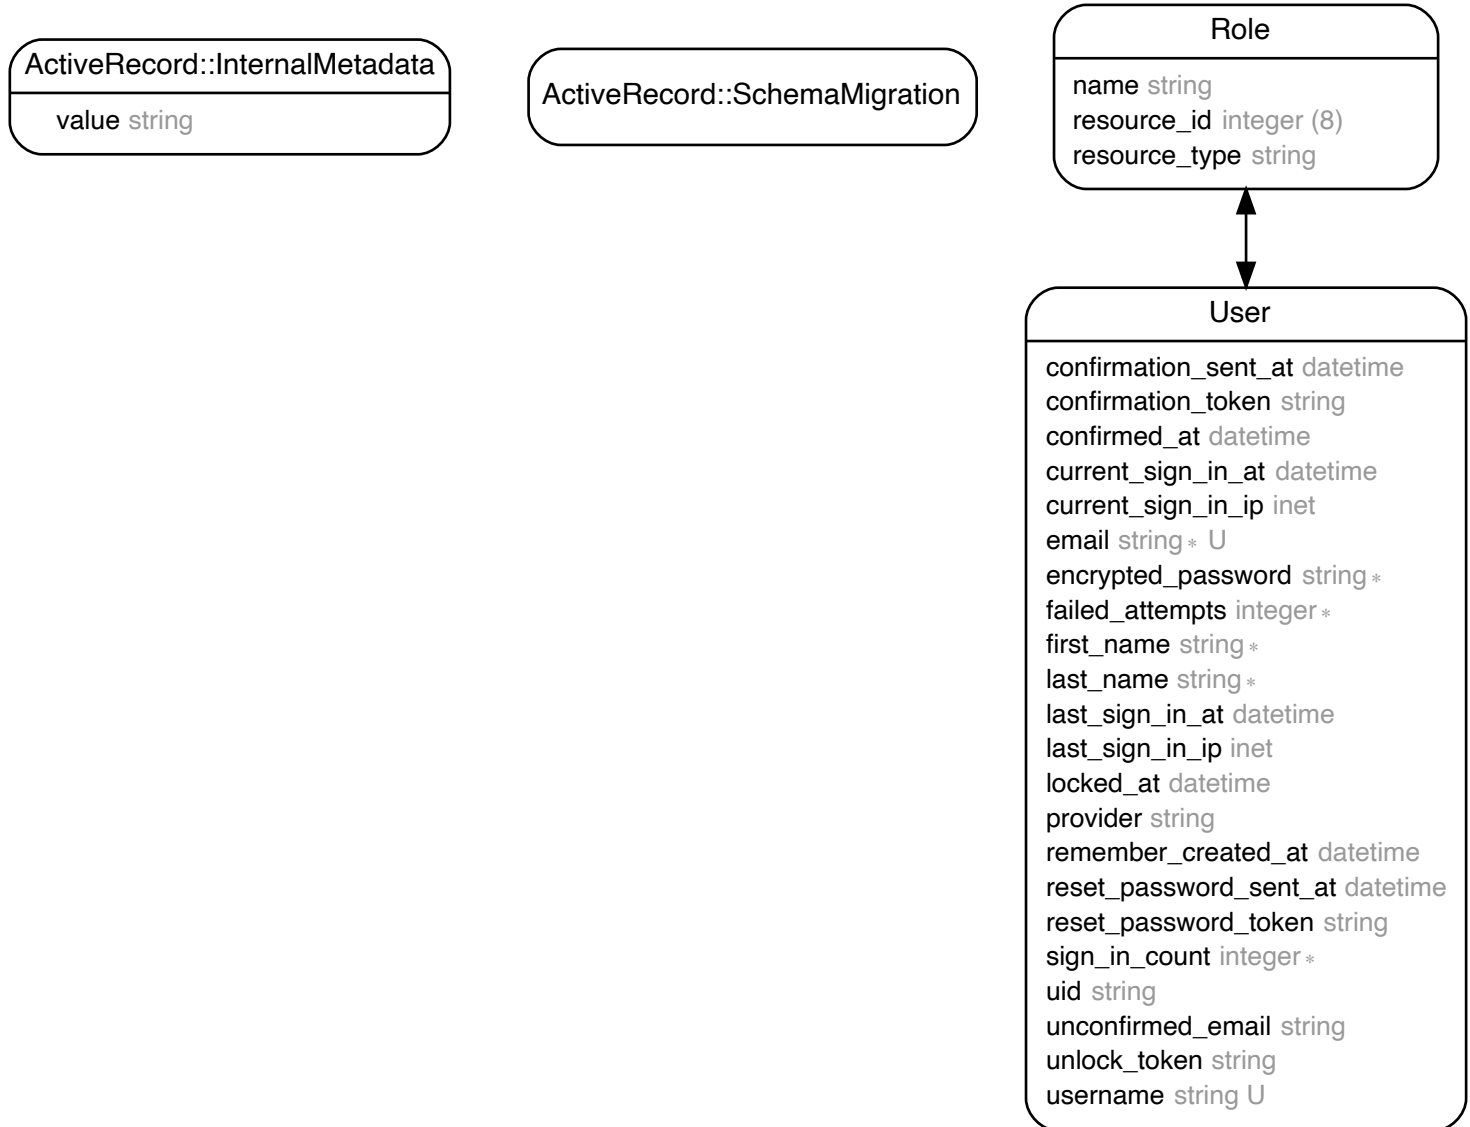 ActiveRecord::InternalMetadata
value string
ActiveRecord::SchemaMigration
Role
name string
resource_id integer (8)
resource_type string
User
confirmation_sent_at datetime
confirmation_token string
confirmed_at datetime
current_sign_in_at datetime
current_sign_in_ip inet
email string * U
encrypted_password string *
failed_attempts integer *
first_name string *
last_name string *
last_sign_in_at datetime
last_sign_in_ip inet
locked_at datetime
provider string
remember_created_at datetime
reset_password_sent_at datetime
reset_password_token string
sign_in_count integer *
uid string
unconfirmed_email string
unlock_token string
username string U